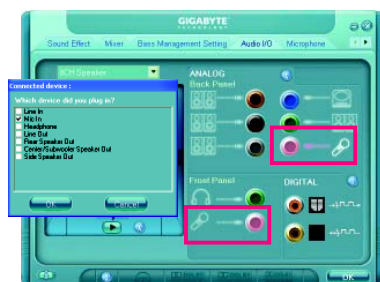 GIGABYTE
Sound Effect Mixer Bass Management Setting Audio I/O Microphone
8CH Speaker
ANALOG
Back Panel
Connected device :
Which device did you plug in?
Line In
Mic In
Headphone
Line Out
Rear Speaker Out
Center/Subwoofer Speaker Out
Side Speaker Out
OK Cancel
Front Panel
DIGITAL
OK